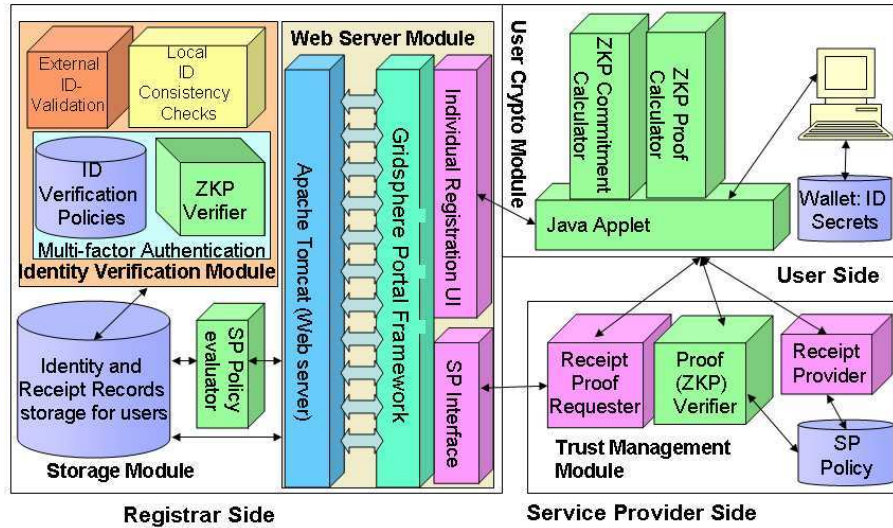 External
ID-
Validation
Local
ID
Consistency
Checks
ID
Verification
Policies
ZKP
Verifier
Multi-factor Authentication
Identity Verification Module
Identity and
Receipt Records
storage for users
SP Policy
evaluator
Storage Module
Web Server Module
Apache Tomcat (Web server)
Gridsphere Portal Framework
Individual Registration UI
SP Interface
Registrar Side
User Crypto Module
ZKP Commitment
Calculator
ZKP Proof
Calculator
Java Applet
Wallet: ID
Secrets
User Side
Receipt
Proof
Requester
Proof
(ZKP)
Verifier
Receipt
Provider
Trust Management
Module
SP
Policy
Service Provider Side